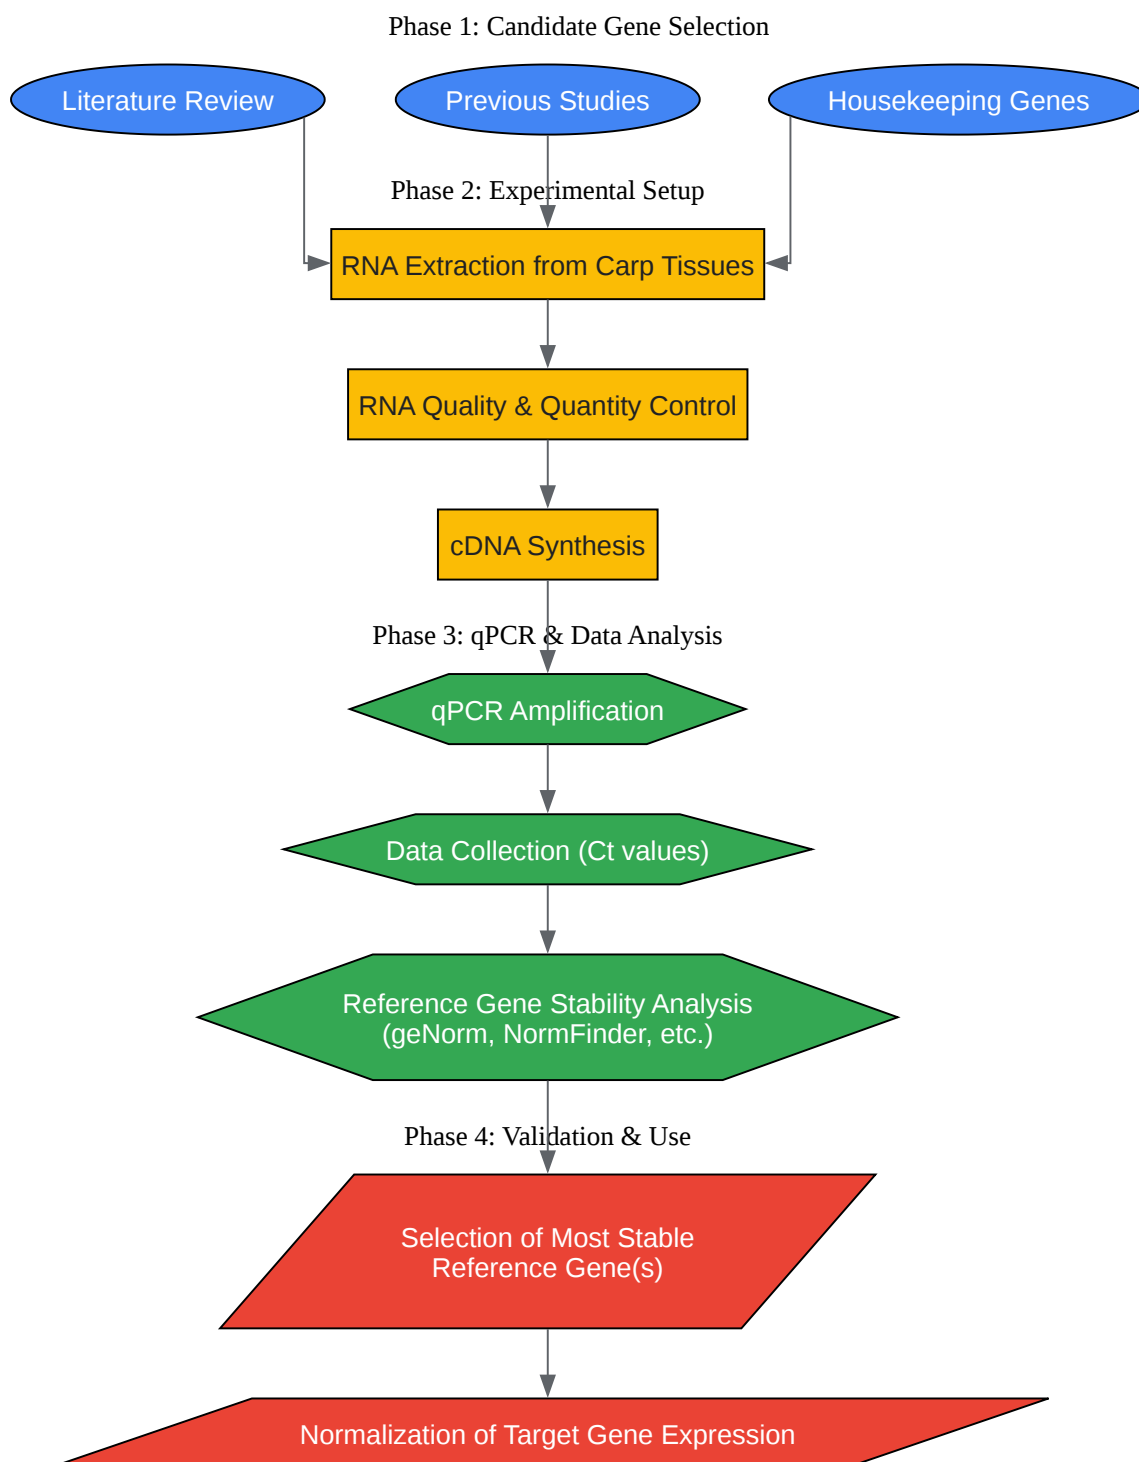 Phase 1: Candidate Gene Selection
Literature Review
Previous Studies
Housekeeping Genes
Phase 2: Experimental Setup
RNA Extraction from Carp Tissues
RNA Quality & Quantity Control
cDNA Synthesis
Phase 3: qPCR & Data Analysis
qPCR Amplification
Data Collection (Ct values)
Reference Gene Stability Analysis
(geNorm, NormFinder, etc.)
Phase 4: Validation & Use
Selection of Most Stable
Reference Gene(s)
Normalization of Target Gene Expression